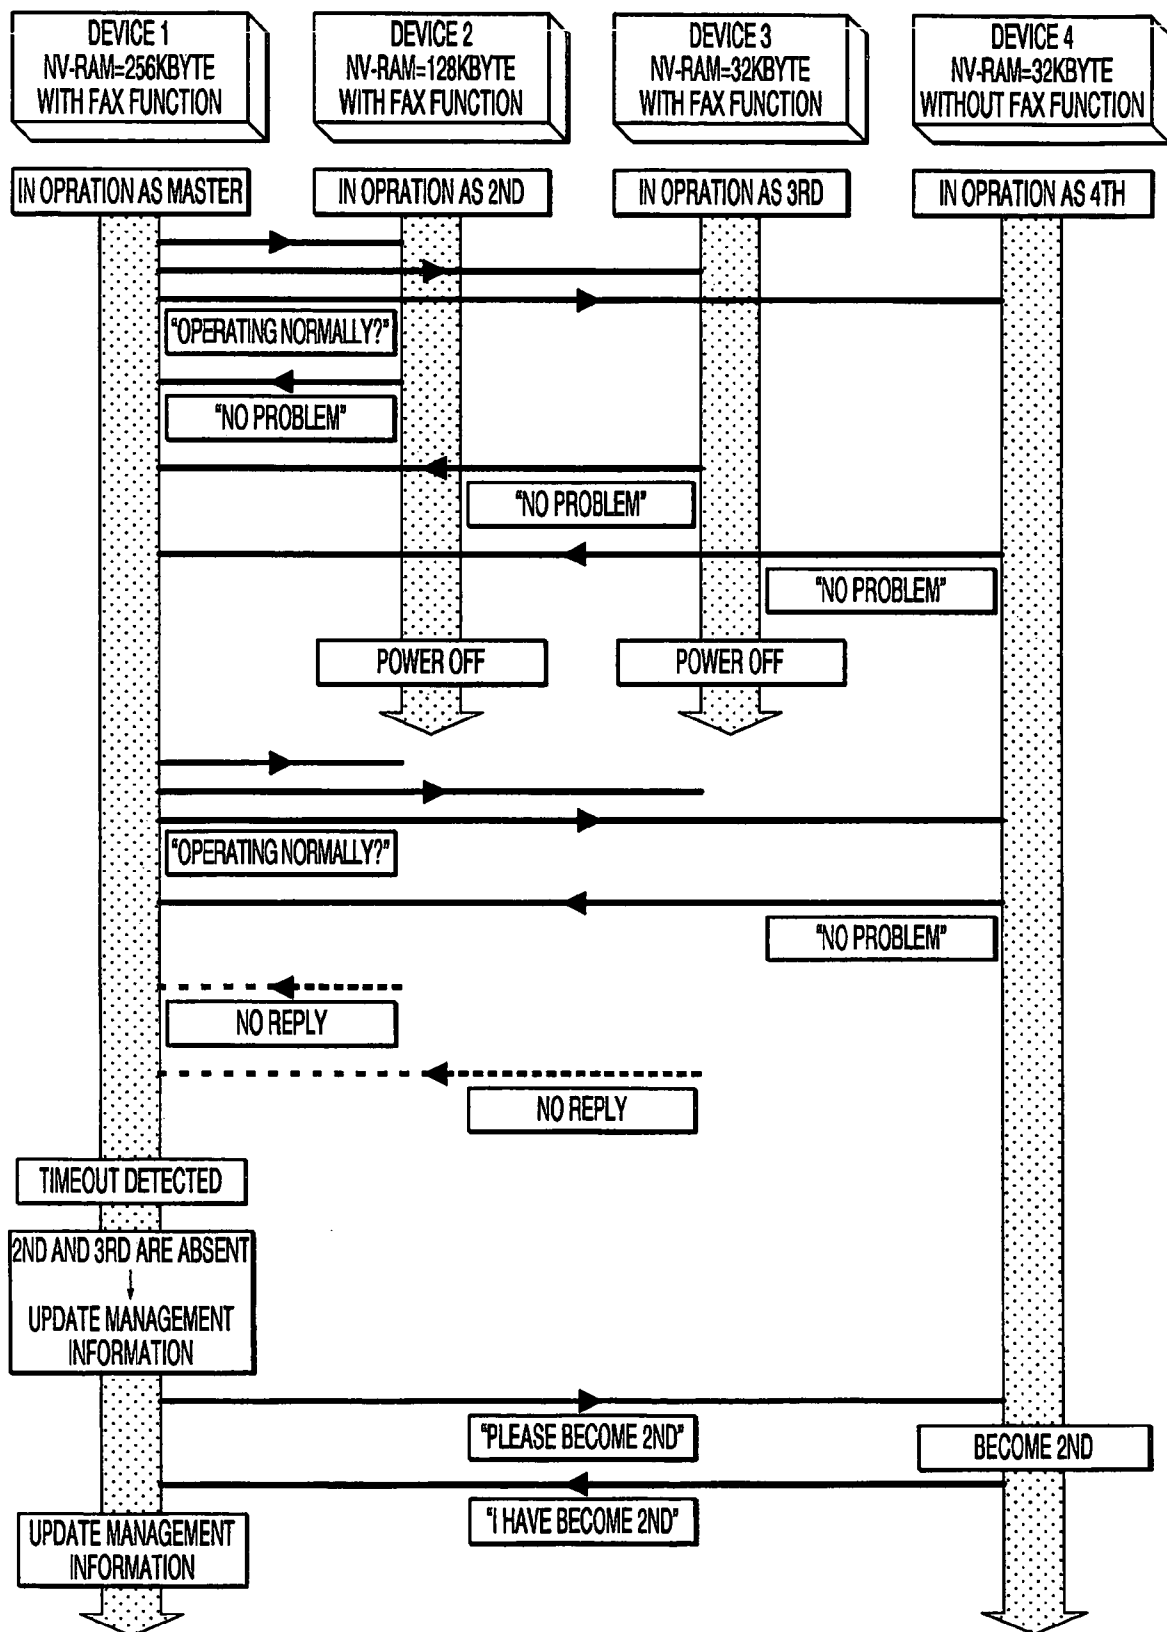 DEVICE 1
NV-RAM=256KBYTE
WITH FAX FUNCTION
DEVICE 2
NV-RAM=128KBYTE
WITH FAX FUNCTION
DEVICE 3
NV-RAM=32KBYTE
WITH FAX FUNCTION
DEVICE 4
NV-RAM=32KBYTE
WITHOUT FAX FUNCTION
IN OPRATION AS MASTER
IN OPRATION AS 2ND
IN OPRATION AS 3RD
IN OPRATION AS 4TH
"OPERATING NORMALLY?"
"NO PROBLEM"
"NO PROBLEM"
"NO PROBLEM"
POWER OFF
POWER OFF
"OPERATING NORMALLY?"
"NO PROBLEM"
NO REPLY
NO REPLY
TIMEOUT DETECTED
2ND AND 3RD ARE ABSENT
UPDATE MANAGEMENT
INFORMATION
"PLEASE BECOME 2ND"
BECOME 2ND
"I HAVE BECOME 2ND"
UPDATE MANAGEMENT
INFORMATION